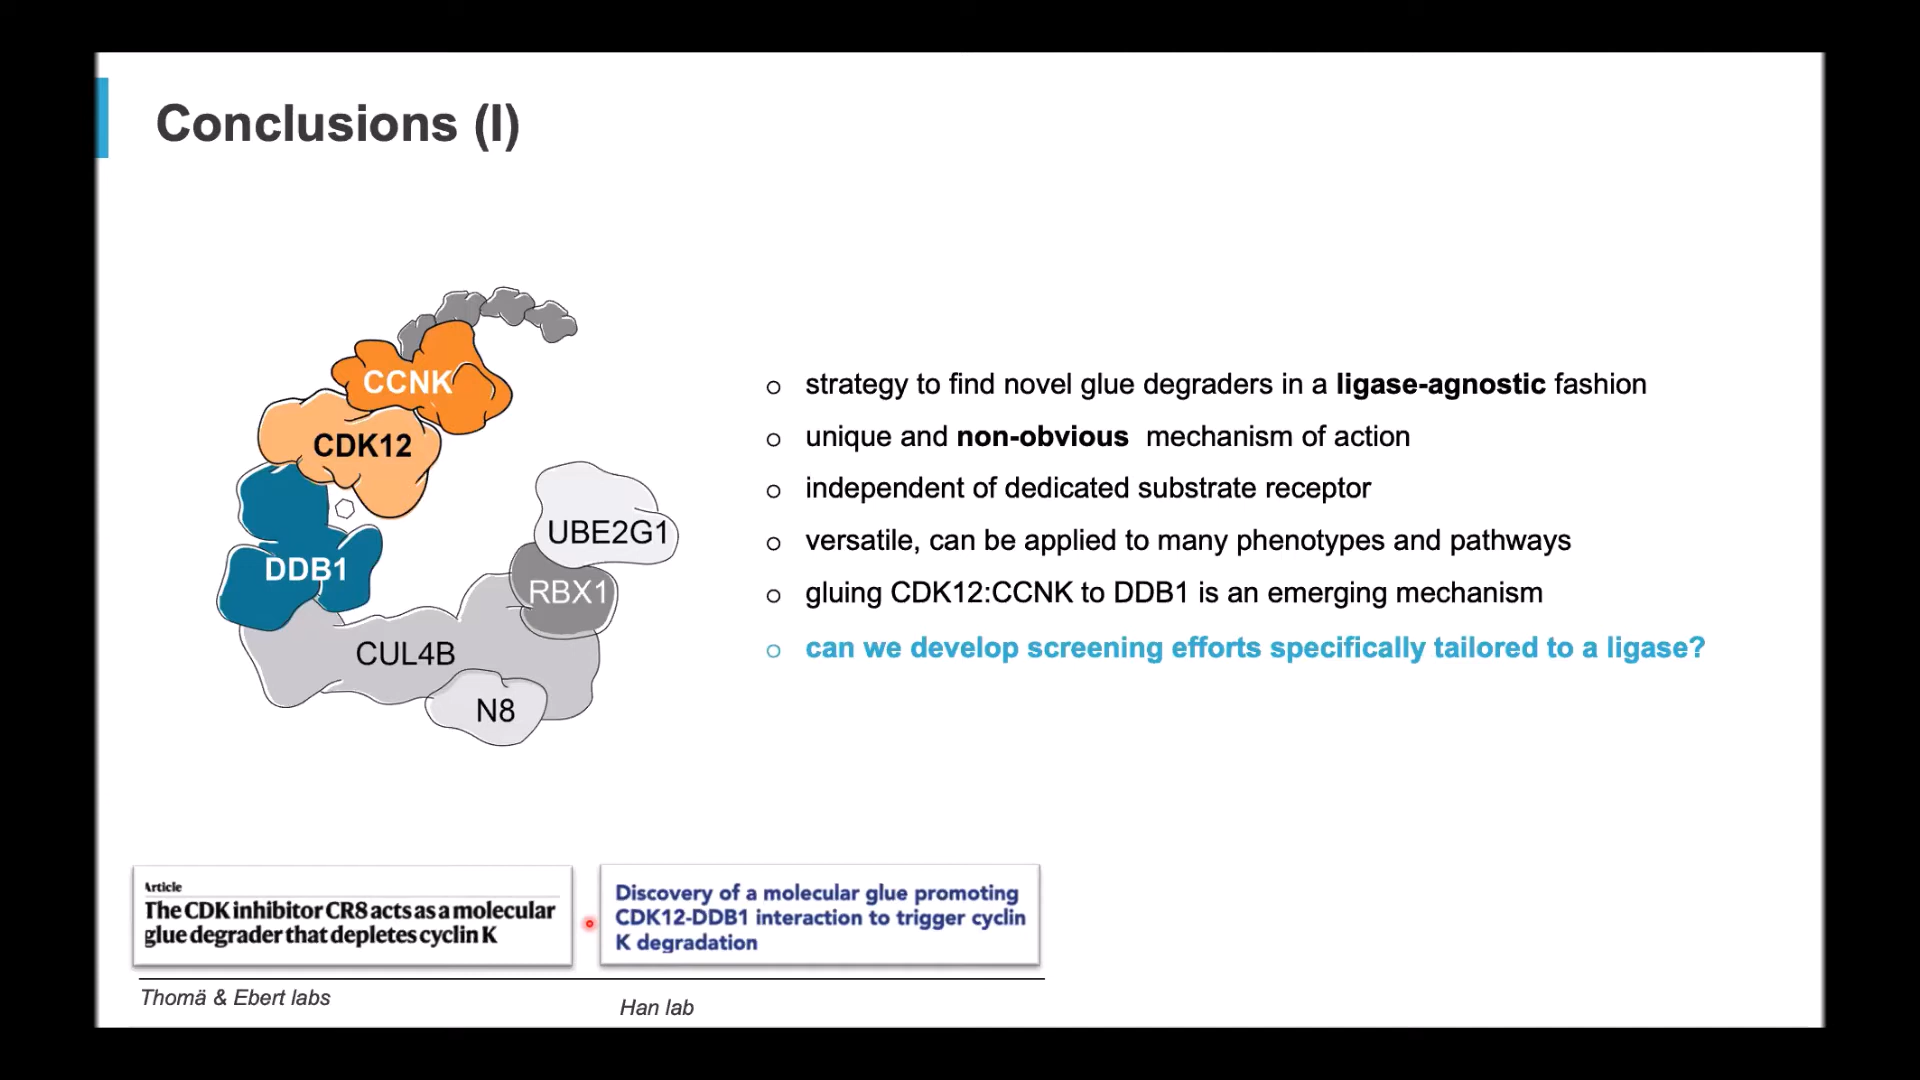 Conclusions (I)
CCNK
CDK12
DDB1
UBE2G1
RBX1
CUL4B
N8
strategy to find novel glue degraders in a ligase-agnostic fashion
unique and non-obvious mechanism of action
independent of dedicated substrate receptor
versatile, can be applied to many phenotypes and pathways
gluing CDK12:CCNK to DDB1 is an emerging mechanism
can we develop screening efforts specifically tailored to a ligase?
Article
The CDK inhibitor CR8 acts as a molecular
glue degrader that depletes cyclin K
Thomä & Ebert labs
Discovery of a molecular glue promoting
CDK12-DDB1 interaction to trigger cyclin
K degradation
Han lab